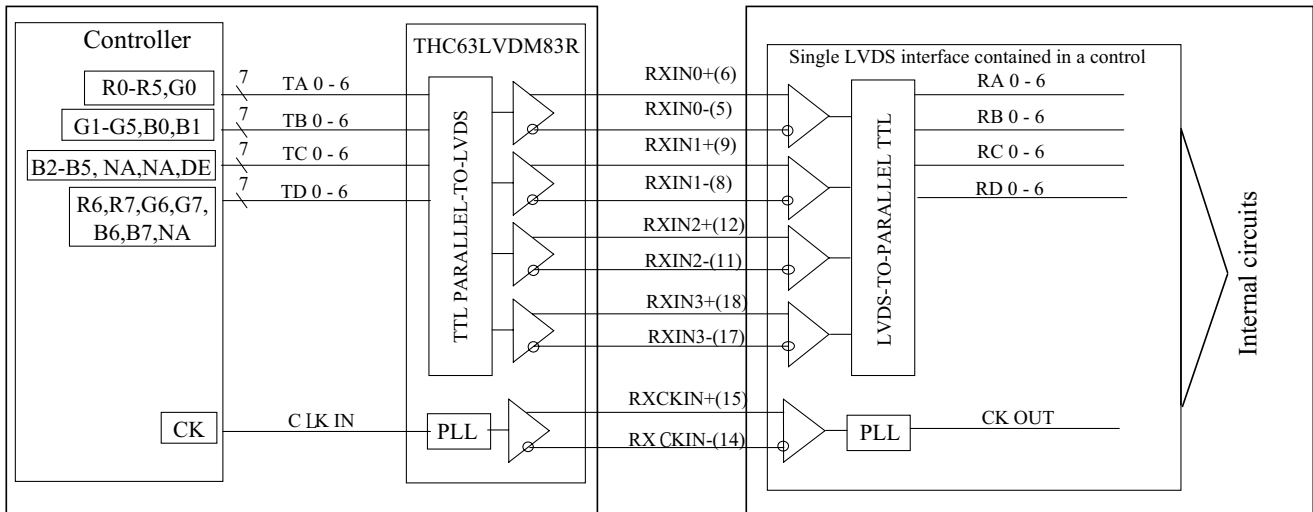 Controller
R0-R5,G0
G1-G5,B0,B1
B2-B5, NA,NA,DE
R6,R7,G6,G7,
B6,B7,NA
CK
7
TA 0 - 6
7
TB 0 - 6
7
TC 0 - 6
7
TD 0 - 6
CLK IN
THC63LVDM83R
TTL PARALLEL-TO-LVDS
PLL
RXIN0+(6)
RXIN0-(5)
RXIN1+(9)
RXIN1-(8)
RXIN2+(12)
RXIN2-(11)
RXIN3+(18)
RXIN3-(17)
RXCKIN+(15)
RXCKIN-(14)
Single LVDS interface contained in a control
LVDS-TO-PARALLEL TTL
PLL
RA 0 - 6
RB 0 - 6
RC 0 - 6
RD 0 - 6
CK OUT
Internal circuits